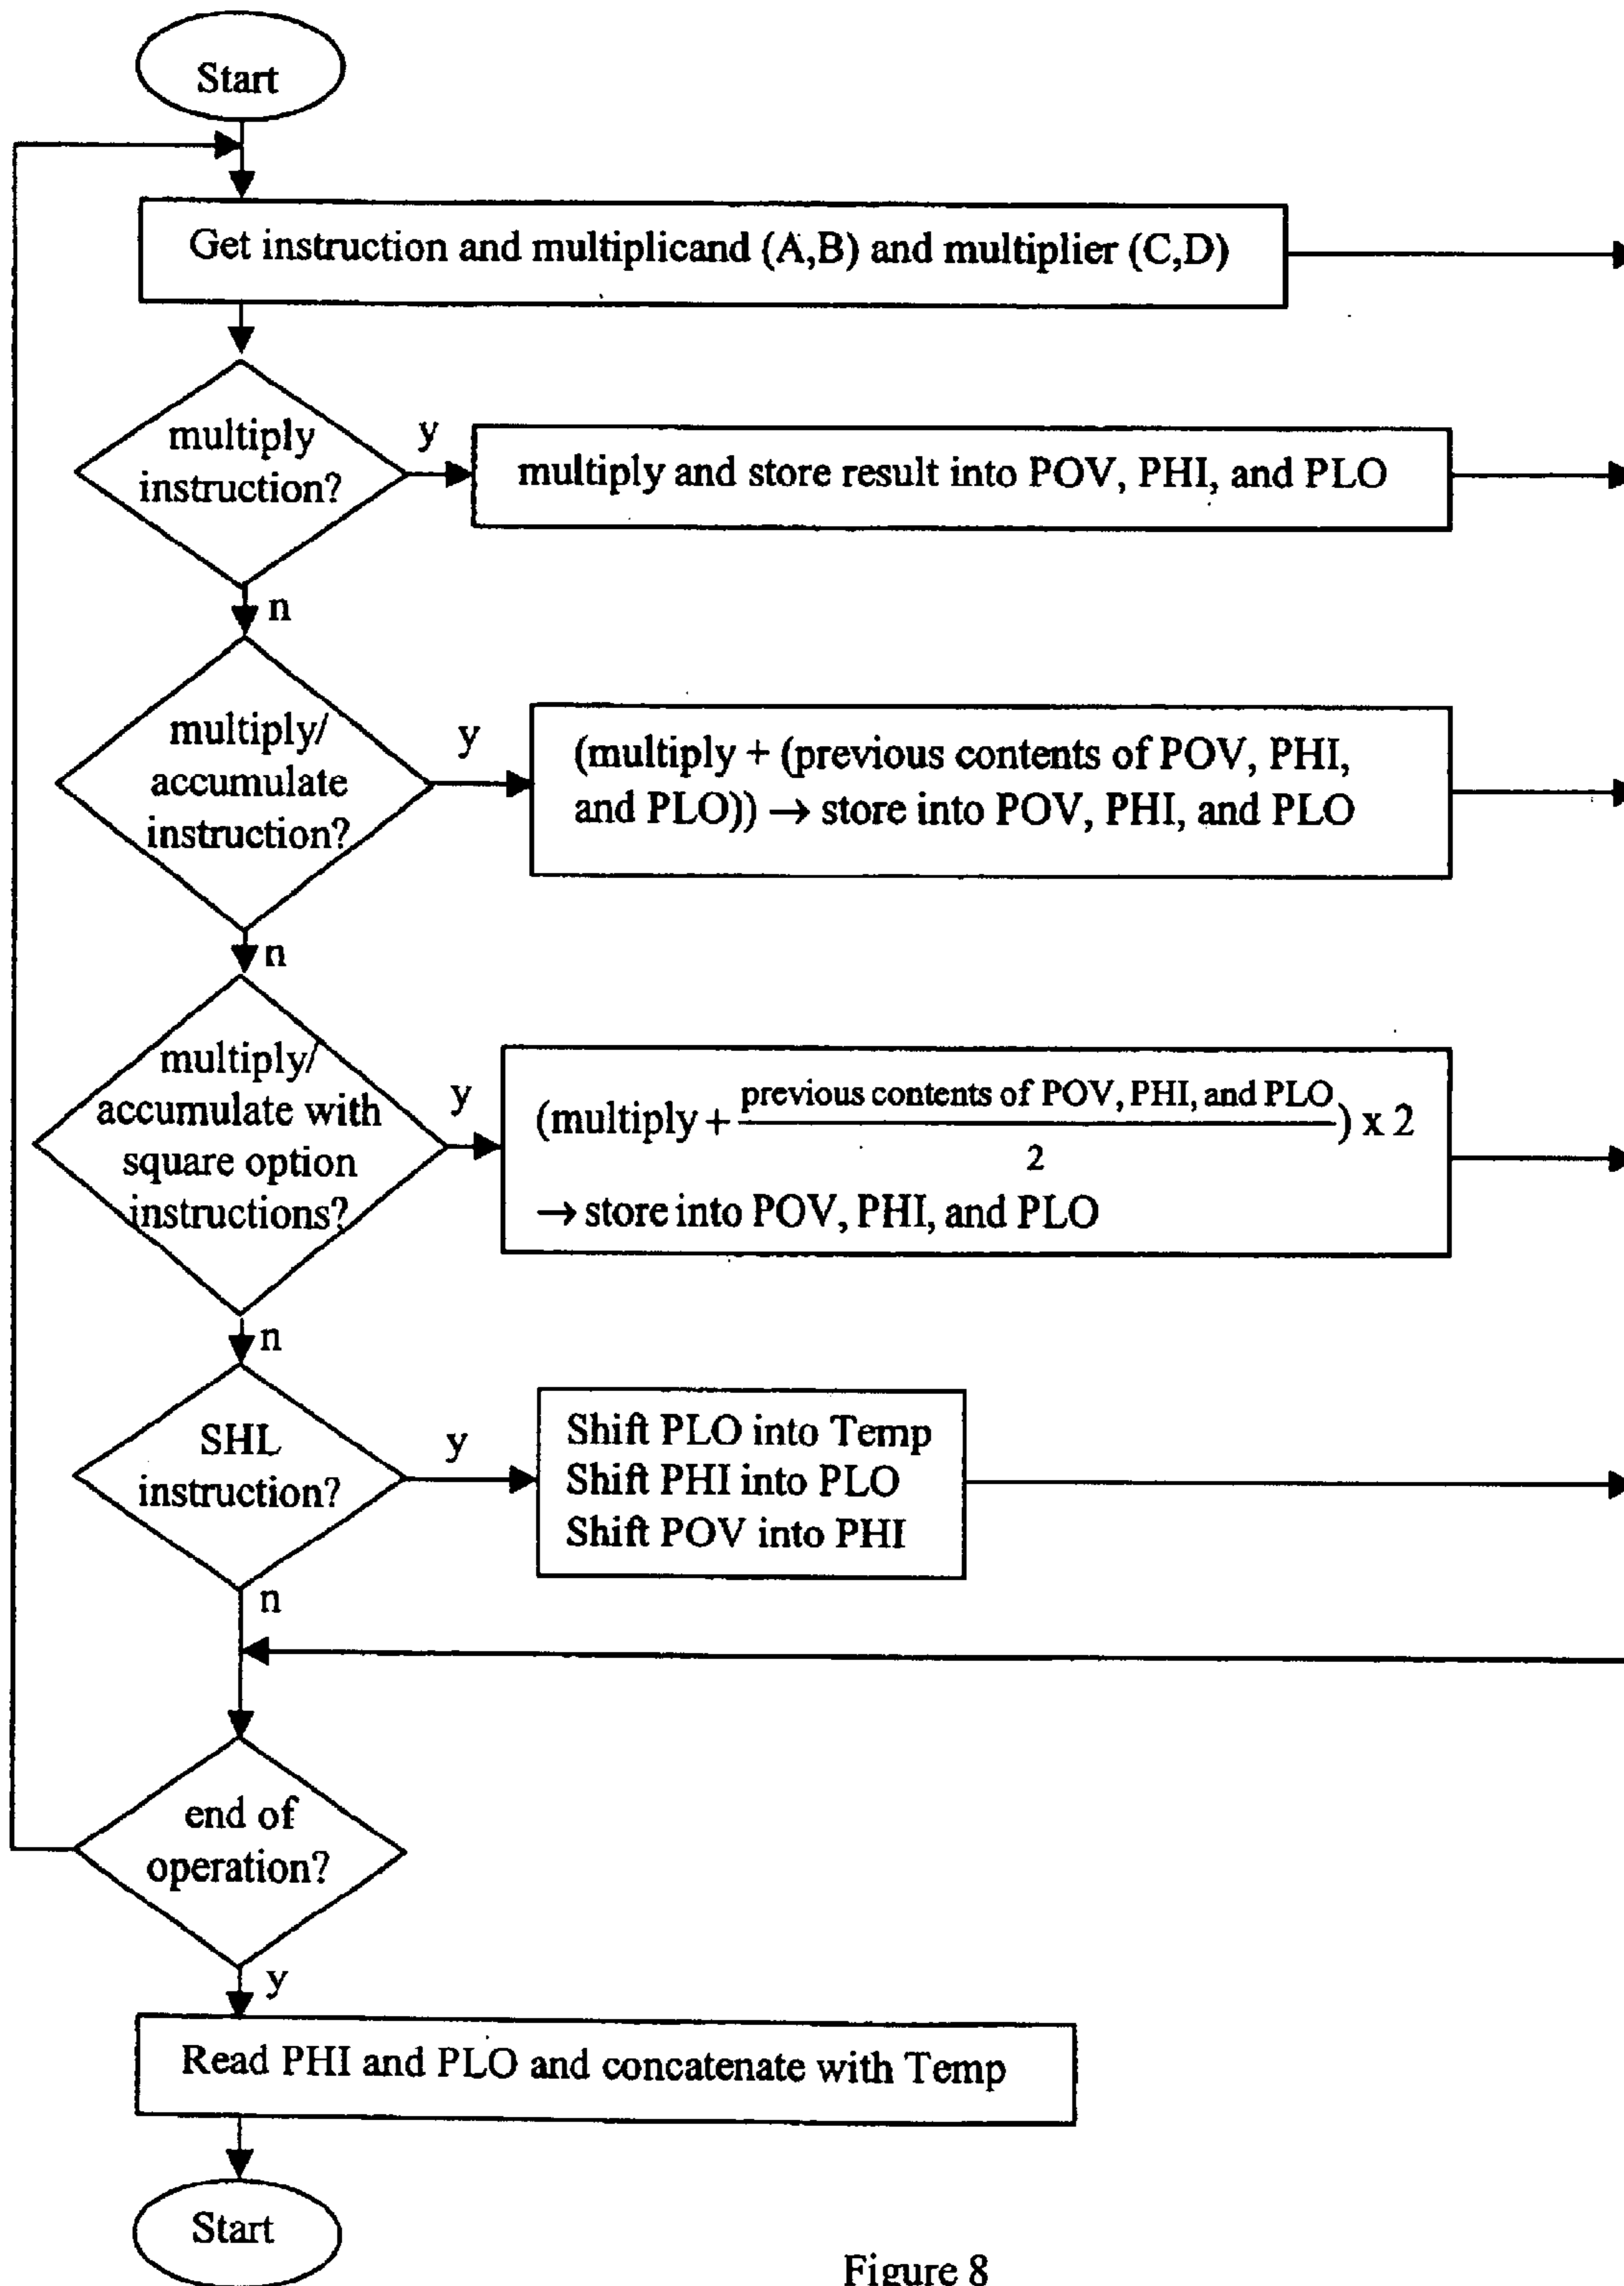 Start
Get instruction and multiplicand (A,B) and multiplier (C,D)
multiply
instruction?
y
multiply and store result into POV, PHI, and PLO
n
multiply/
accumulate
instruction?
y
(multiply + (previous contents of POV, PHI,
and PLO)) → store into POV, PHI, and PLO
n
multiply/
accumulate with
square option
instructions?
y
(multiply + previous contents of POV, PHI, and PLO / 2) x 2
→ store into POV, PHI, and PLO
n
SHL
instruction?
y
Shift PLO into Temp
Shift PHI into PLO
Shift POV into PHI
n
end of
operation?
y
Read PHI and PLO and concatenate with Temp
Start
Figure 8